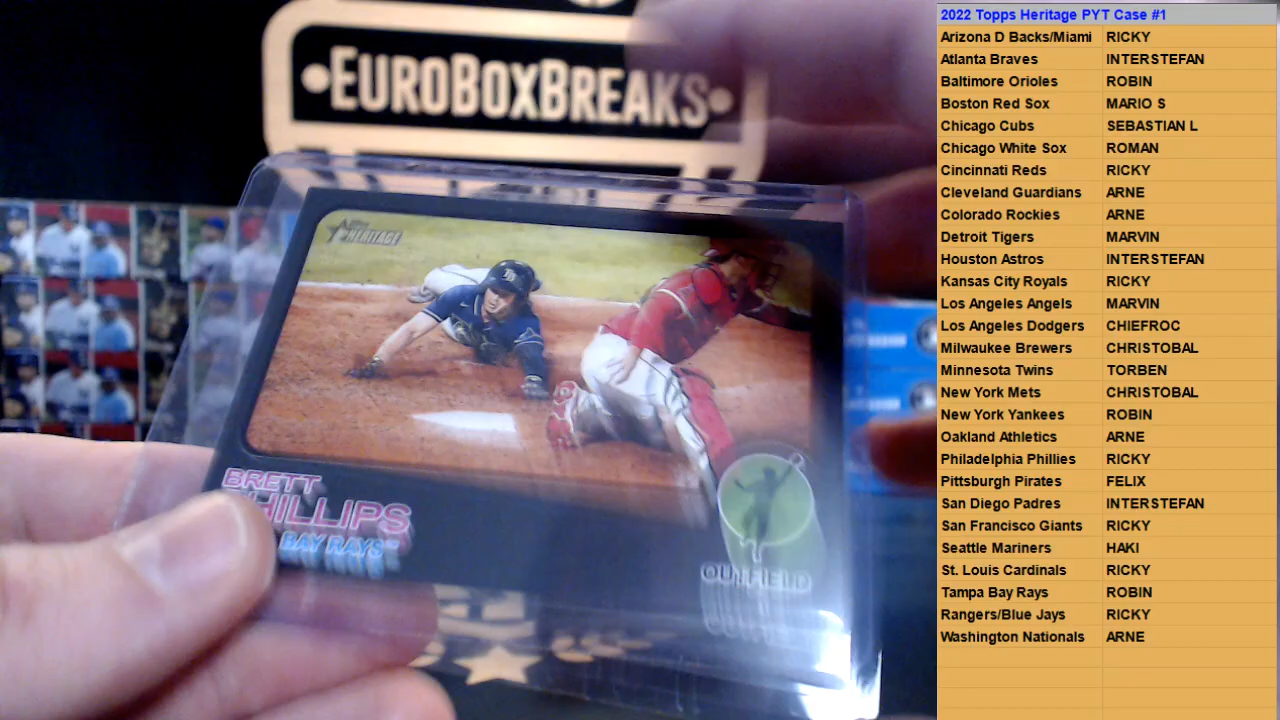 EUROBOXBREAKS
HERITAGE
TB
BRETT
PHILLIPS
BAY RAYS™
OUTFIELD
2022 Topps Heritage PYT Case #1
Arizona D Backs/Miami RICKY
Atlanta Braves INTERSTEFAN
Baltimore Orioles ROBIN
Boston Red Sox MARIO S
Chicago Cubs SEBASTIAN L
Chicago White Sox ROMAN
Cincinnati Reds RICKY
Cleveland Guardians ARNE
Colorado Rockies ARNE
Detroit Tigers MARVIN
Houston Astros INTERSTEFAN
Kansas City Royals RICKY
Los Angeles Angels MARVIN
Los Angeles Dodgers CHIEFROC
Milwaukee Brewers CHRISTOBAL
Minnesota Twins TORBEN
New York Mets CHRISTOBAL
New York Yankees ROBIN
Oakland Athletics ARNE
Philadelphia Phillies RICKY
Pittsburgh Pirates FELIX
San Diego Padres INTERSTEFAN
San Francisco Giants RICKY
Seattle Mariners HAKI
St. Louis Cardinals RICKY
Tampa Bay Rays ROBIN
Rangers/Blue Jays RICKY
Washington Nationals ARNE